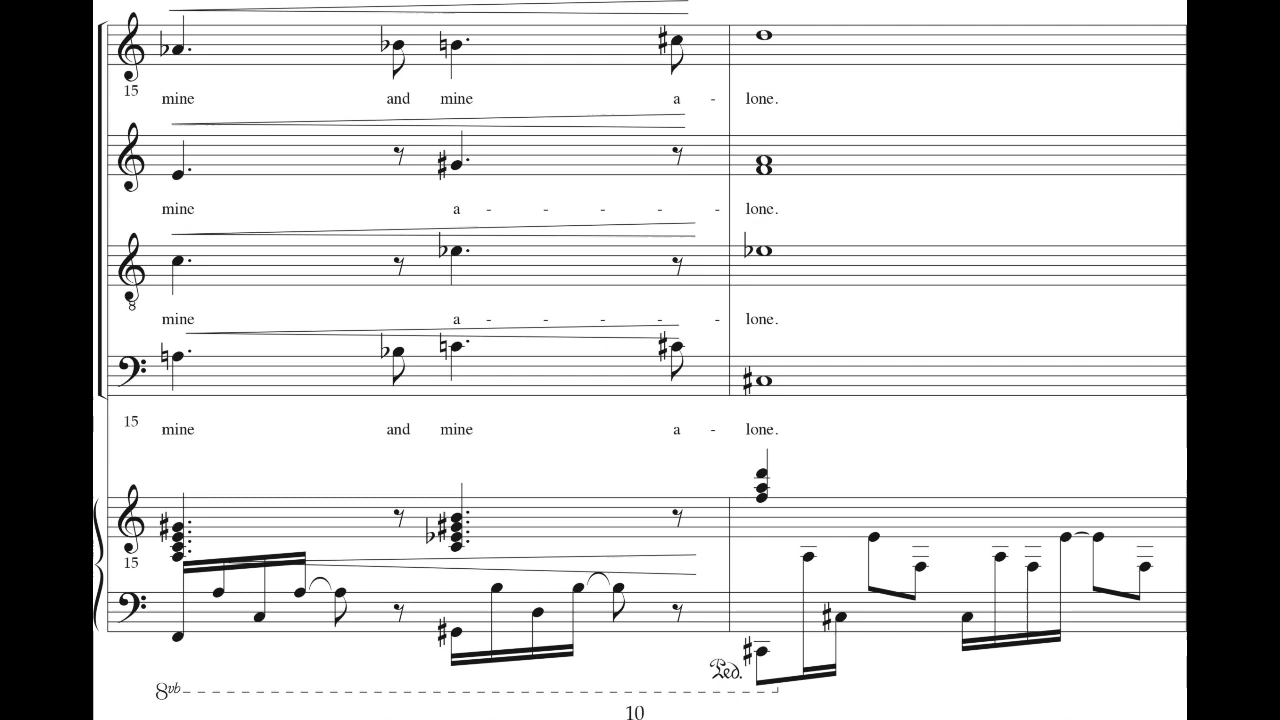 15
mine and mine a - lone.
mine a - - - - - lone.
8
mine a - - - - - lone.
15
mine and mine a - lone.
15
Ped.
8vb
10